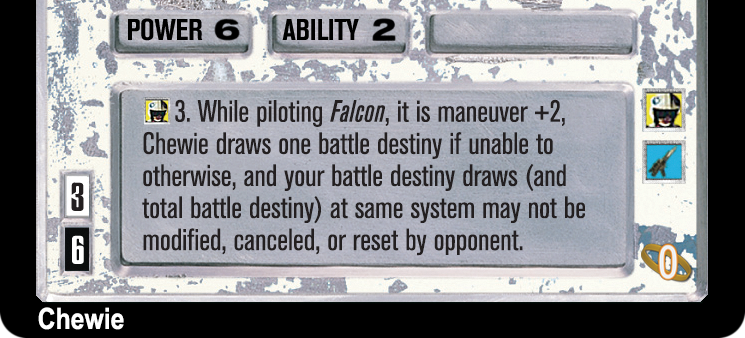 POWER 6 ABILITY 2
3. While piloting Falcon, it is maneuver +2,
Chewie draws one battle destiny if unable to
otherwise, and your battle destiny draws (and
total battle destiny) at same system may not be
modified, canceled, or reset by opponent.
3
6
0
Chewie